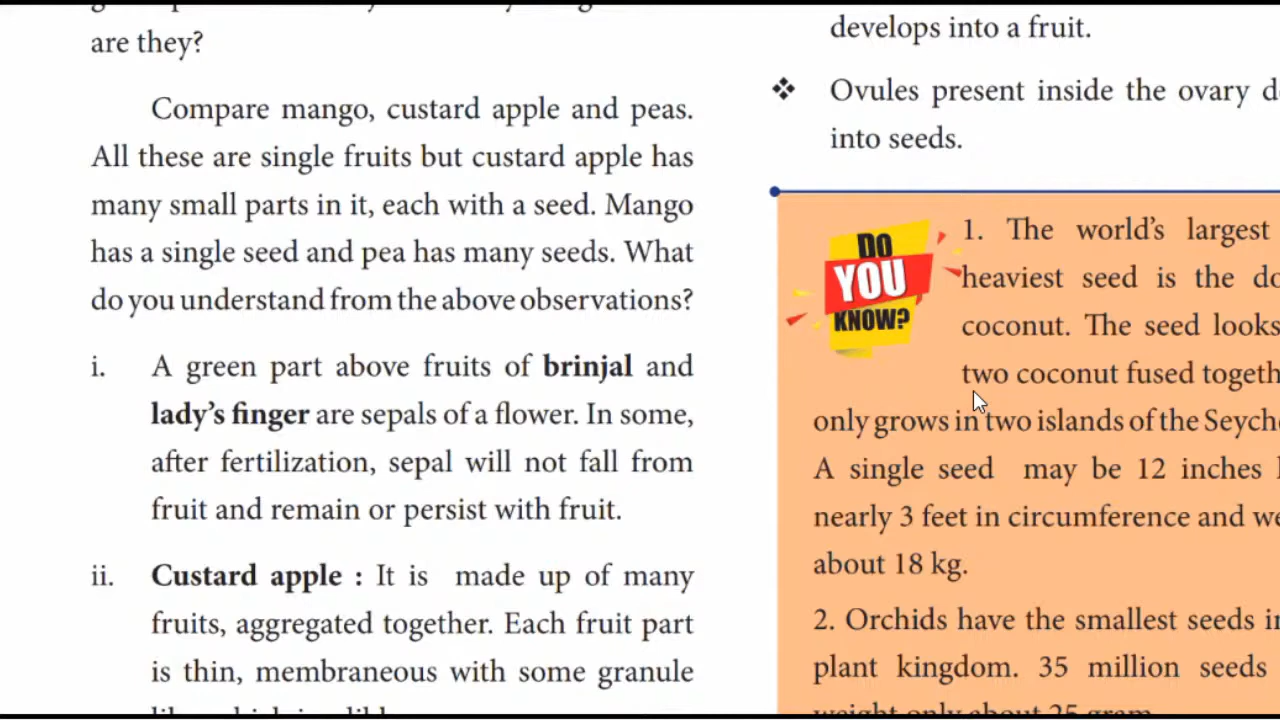 are they?
Compare mango, custard apple and peas.
All these are single fruits but custard apple has
many small parts in it, each with a seed. Mango
has a single seed and pea has many seeds. What
do you understand from the above observations?
i. A green part above fruits of brinjal and
lady's finger are sepals of a flower. In some,
after fertilization, sepal will not fall from
fruit and remain or persist with fruit.
ii. Custard apple : It is made up of many
fruits, aggregated together. Each fruit part
is thin, membraneous with some granule
develops into a fruit.
❖ Ovules present inside the ovary
into seeds.
DO
YOU
KNOW?
1. The world's largest
heaviest seed is the
coconut. The seed looks
two coconut fused
only grows in two islands of the
A single seed may be 12 inches
nearly 3 feet in circumference and
about 18 kg.
2. Orchids have the smallest seeds
plant kingdom. 35 million seeds
weight only about 25 gram